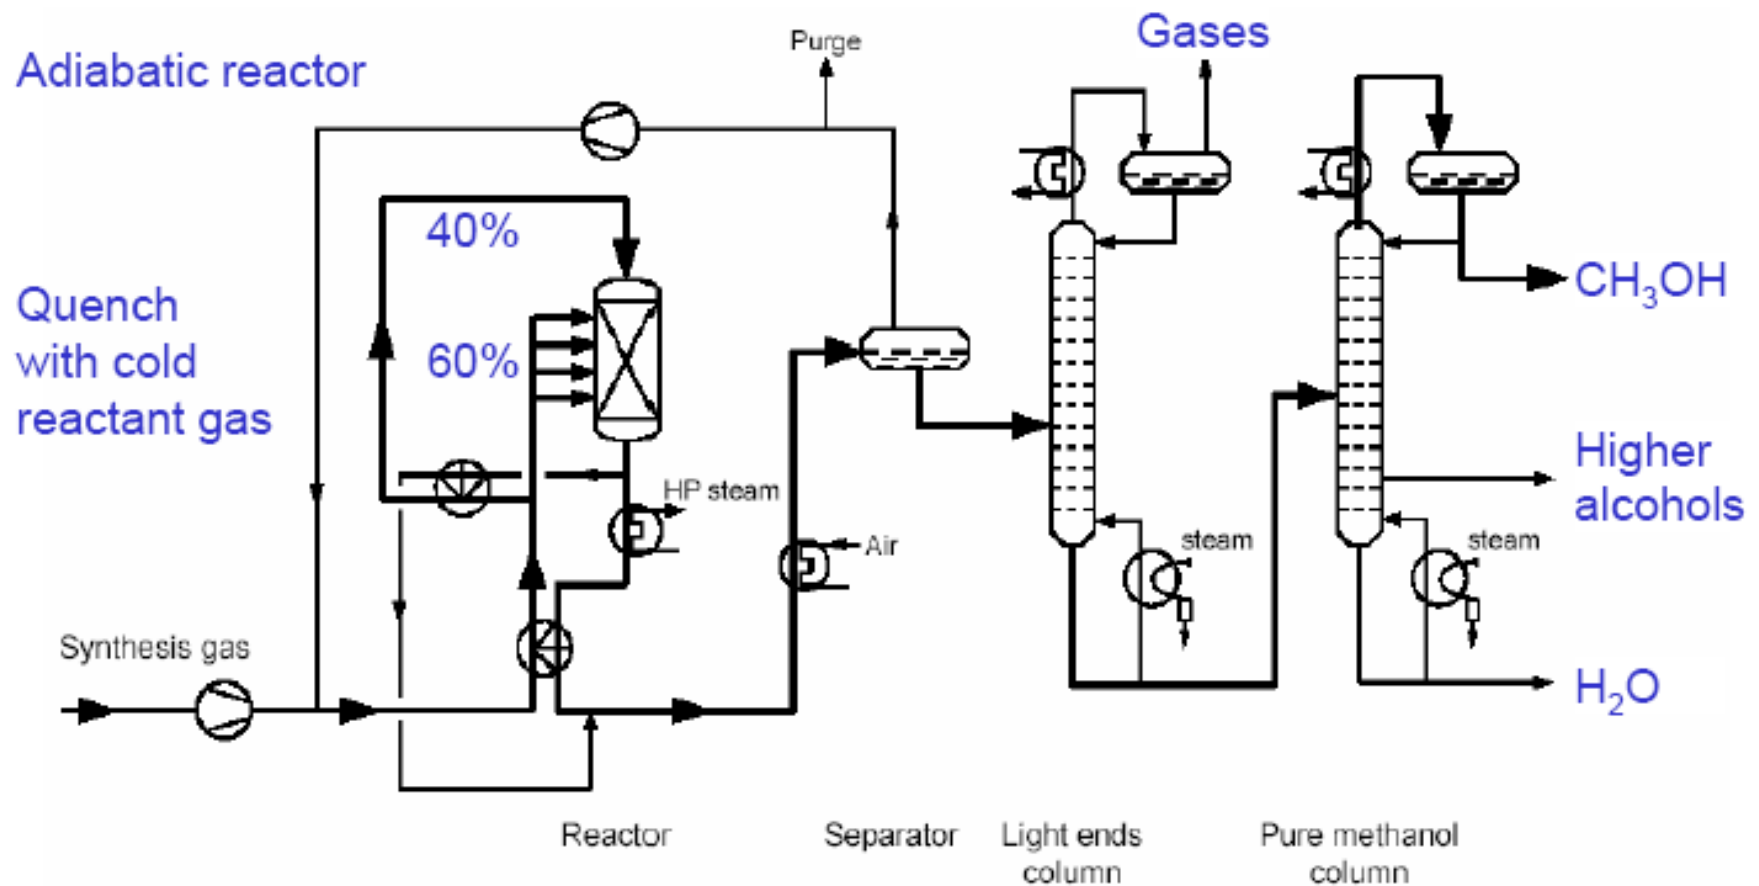 Gases
Purge
Adiabatic reactor
40%
Quench
with cold
reactant gas
60%
CH₃OH
Higher
alcohols
HP steam
Air
steam
steam
Synthesis gas
H₂O
Reactor
Separator
Light ends
column
Pure methanol
column